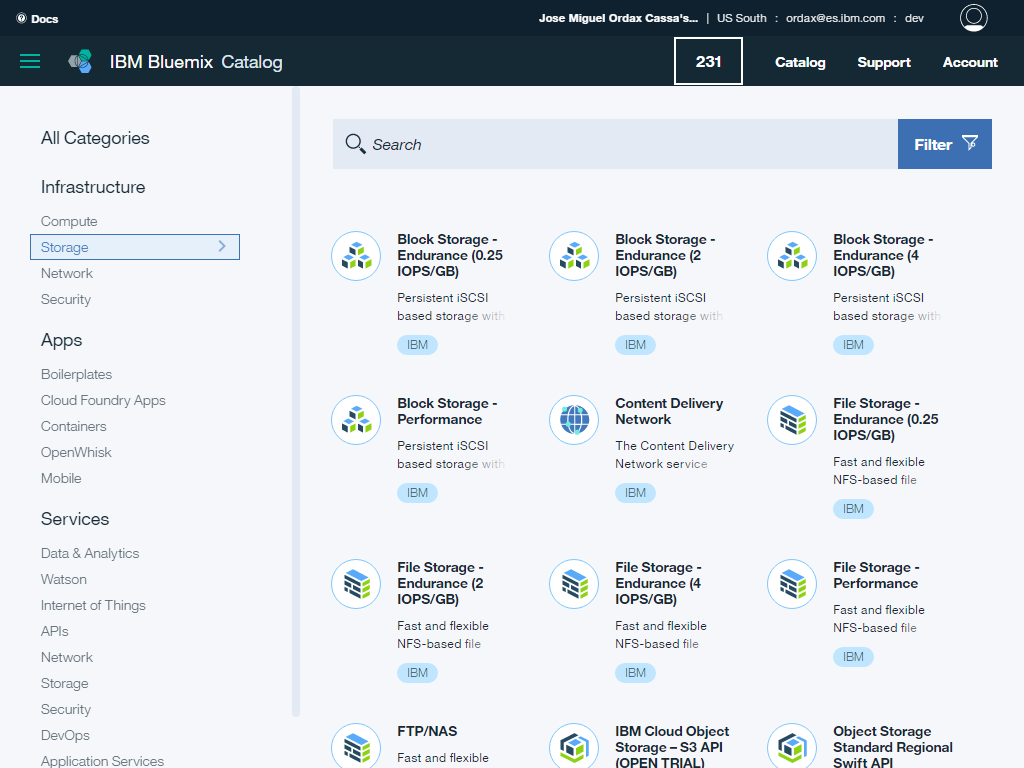 Docs
Jose Miguel Ordax Cassa's... | US South : ordax@es.ibm.com : dev
IBM Bluemix Catalog
231
Catalog
Support
Account
All Categories
Infrastructure
Compute
Storage
Network
Security
Apps
Boilerplates
Cloud Foundry Apps
Containers
OpenWhisk
Mobile
Services
Data & Analytics
Watson
Internet of Things
APIs
Network
Storage
Security
DevOps
Application Services
Search
Filter
Block Storage -
Endurance (0.25
IOPS/GB)
Persistent iSCSI
based storage with
IBM
Block Storage -
Endurance (2
IOPS/GB)
Persistent iSCSI
based storage with
IBM
Block Storage -
Endurance (4
IOPS/GB)
Persistent iSCSI
based storage with
IBM
Block Storage -
Performance
Persistent iSCSI
based storage with
IBM
Content Delivery
Network
The Content Delivery
Network service
IBM
File Storage -
Endurance (0.25
IOPS/GB)
Fast and flexible
NFS-based file
IBM
File Storage -
Endurance (2
IOPS/GB)
Fast and flexible
NFS-based file
IBM
File Storage -
Endurance (4
IOPS/GB)
Fast and flexible
NFS-based file
IBM
File Storage -
Performance
Fast and flexible
NFS-based file
IBM
FTP/NAS
Fast and flexible
IBM Cloud Object
Storage – S3 API
(OPEN TRIAL)
Object Storage
Standard Regional
Swift API